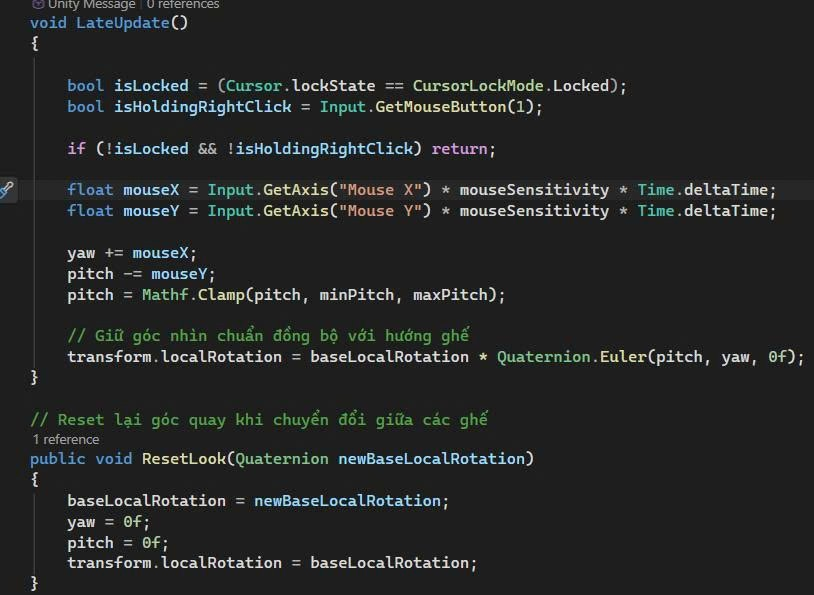 Unity Message | 0 references
void LateUpdate()
{
bool isLocked = (Cursor.lockState == CursorLockMode.Locked);
bool isHoldingRightClick = Input.GetMouseButton(1);
if (!isLocked && !isHoldingRightClick) return;
float mouseX = Input.GetAxis("Mouse X") * mouseSensitivity * Time.deltaTime;
float mouseY = Input.GetAxis("Mouse Y") * mouseSensitivity * Time.deltaTime;
yaw += mouseX;
pitch -= mouseY;
pitch = Mathf.Clamp(pitch, minPitch, maxPitch);
// Giữ góc nhìn chuẩn đồng bộ với hướng ghế
transform.localRotation = baseLocalRotation * Quaternion.Euler(pitch, yaw, 0f);
}
// Reset lại góc quay khi chuyển đổi giữa các ghế
1 reference
public void ResetLook(Quaternion newBaseLocalRotation)
{
baseLocalRotation = newBaseLocalRotation;
yaw = 0f;
pitch = 0f;
transform.localRotation = baseLocalRotation;
}